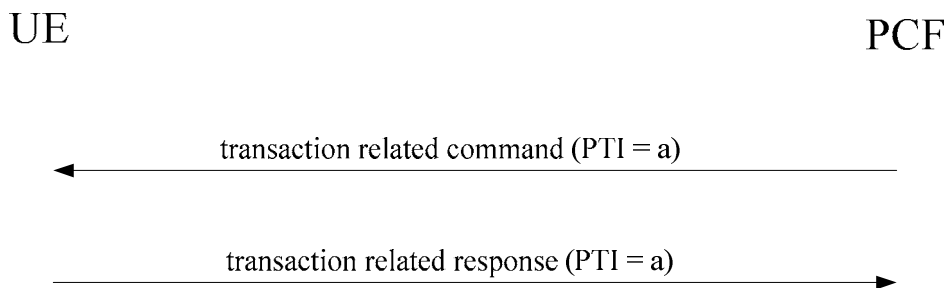 UE
PCF
transaction related command (PTI = a)
transaction related response (PTI = a)